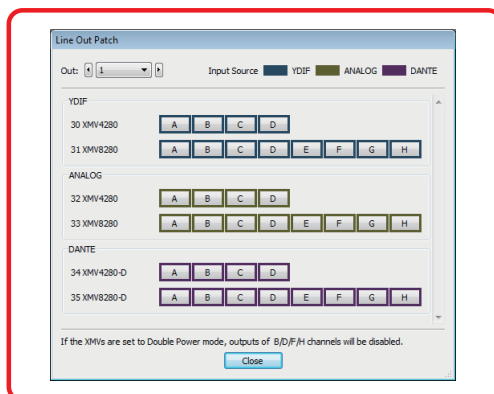 Line Out Patch
Out: 1 Input Source YDIF ANALOG DANTE
YDIF
30 XMV4280 A B C D
31 XMV8280 A B C D E F G H
ANALOG
32 XMV4280 A B C D
33 XMV8280 A B C D E F G H
DANTE
34 XMV4280-D A B C D
35 XMV8280-D A B C D E F G H
If the XMVs are set to Double Power mode, outputs of B/D/F/H channels will be disabled.
Close